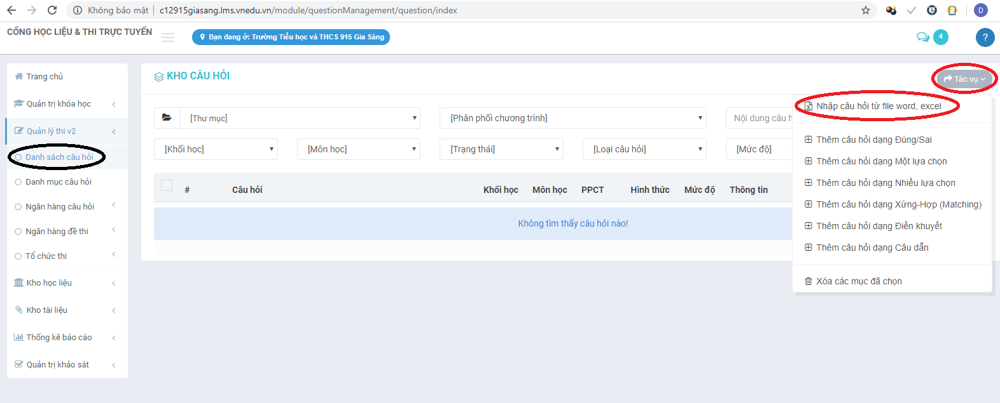 Không bảo mật | c12915giasang.lms.vnedu.vn/module/questionManagement/question/index
D
CỔNG HỌC LIỆU & THI TRỰC TUYẾN
Bạn đang ở: Trường Tiểu học và THCS 915 Gia Sàng
4
?
Trang chủ
Quản trị khóa học
Quản lý thi v2
Danh sách câu hỏi
Danh mục câu hỏi
Ngân hàng câu hỏi
Ngân hàng đề thi
Tổ chức thi
Kho học liệu
Kho tài liệu
Thống kê báo cáo
Quản trị khảo sát
KHO CÂU HỎI
Tác vụ
[Thư mục]
[Phân phối chương trình]
Nội dung câu h
[Khối học]
[Môn học]
[Trạng thái]
[Loại câu hỏi]
[Mức độ]
# Câu hỏi Khối học Môn học PPCT Hình thức Mức độ Thông tin
Không tìm thấy câu hỏi nào!
Nhập câu hỏi từ file word, excel
Thêm câu hỏi dạng Đúng/Sai
Thêm câu hỏi dạng Một lựa chọn
Thêm câu hỏi dạng Nhiều lựa chọn
Thêm câu hỏi dạng Xứng-Hợp (Matching)
Thêm câu hỏi dạng Điền khuyết
Thêm câu hỏi dạng Câu dẫn
Xóa các mục đã chọn